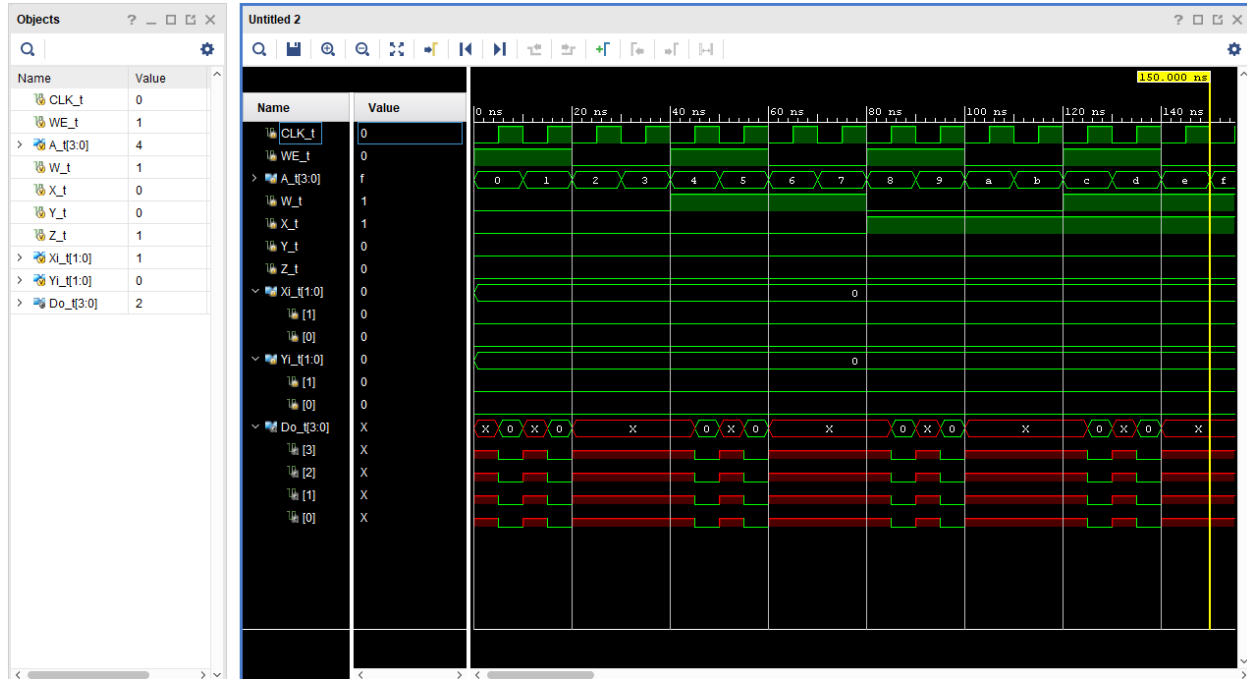 Objects ? _
Name Value
CLK_t 0
WE_t 1
A_t[3:0] 4
W_t 1
X_t 0
Y_t 0
Z_t 1
Xi_t[1:0] 1
Yi_t[1:0] 0
Do_t[3:0] 2
Untitled 2 ?
150.000 ns
Name Value
0 ns 20 ns 40 ns 60 ns 80 ns 100 ns 120 ns 140 ns
CLK_t 0
WE_t 0
A_t[3:0] f 0 1 2 3 4 5 6 7 8 9 a b c d e f
W_t 1
X_t 1
Y_t 0
Z_t 0
Xi_t[1:0] 0 0
[1] 0
[0] 0
Yi_t[1:0] 0 0
[1] 0
[0] 0
Do_t[3:0] X X 0 X 0 X 0 X 0 X 0 X 0 X 0 X 0 X
[3] X
[2] X
[1] X
[0] X